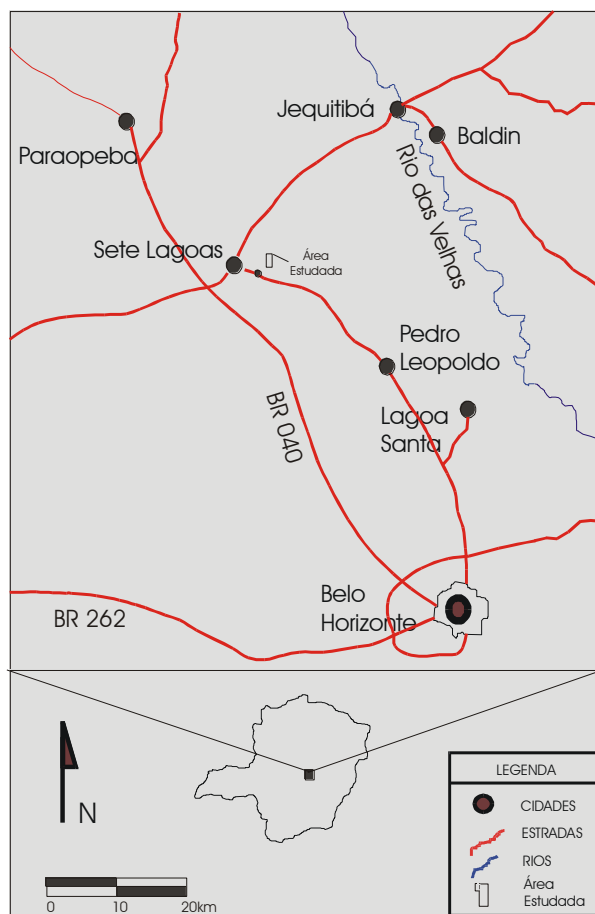 Jequitibá
Baldin
Paraopeba
Rio das Velhas
Sete Lagoas
Área
Estudada
Pedro
Leopoldo
BR 040
Lagoa
Santa
Belo
Horizonte
BR 262
N
0 10 20km
LEGENDA
CIDADES
ESTRADAS
RIOS
Área
Estudada